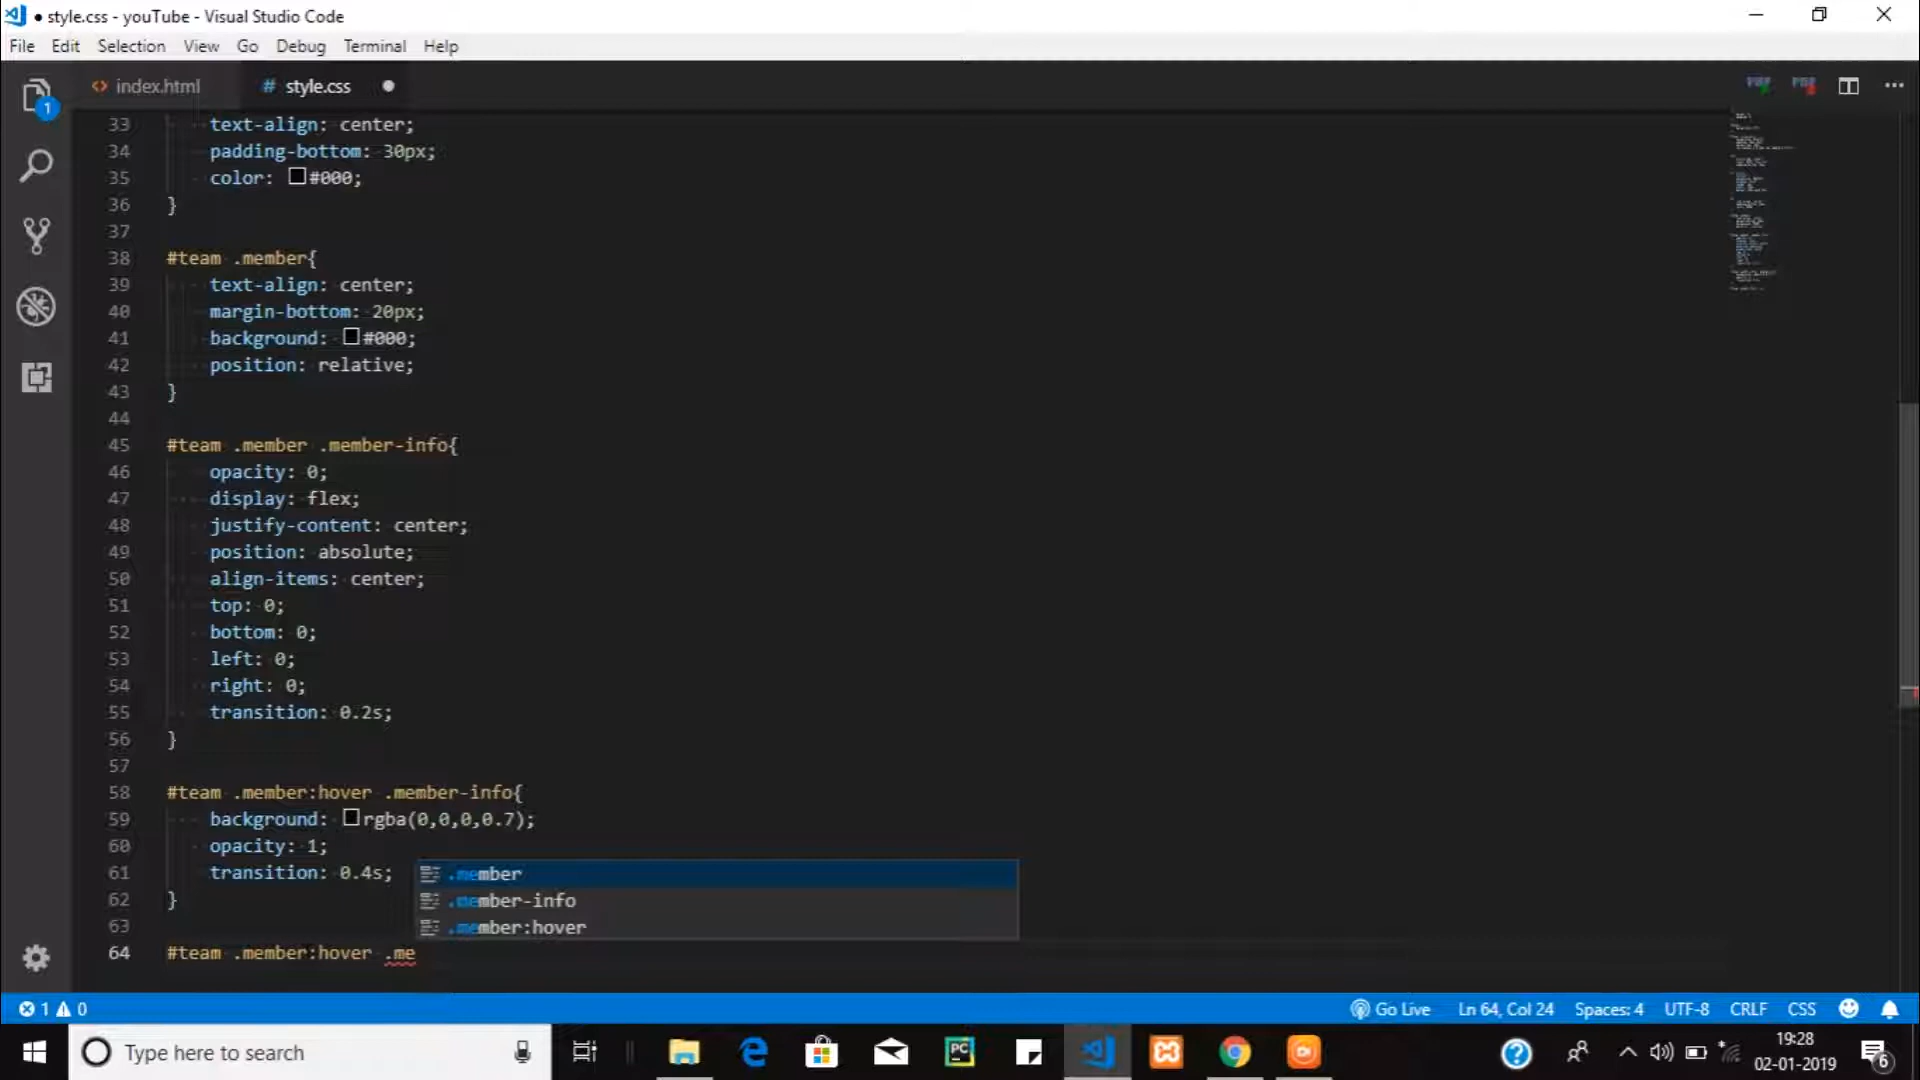 style.css - youTube - Visual Studio Code
File Edit Selection View Go Debug Terminal Help
1
<> index.html
# style.css
33 text-align: center;
34 padding-bottom: 30px;
35 color: #000;
36 }
37
38 #team .member{
39 text-align: center;
40 margin-bottom: 20px;
41 background: #000;
42 position: relative;
43 }
44
45 #team .member .member-info{
46 opacity: 0;
47 display: flex;
48 justify-content: center;
49 position: absolute;
50 align-items: center;
51 top: 0;
52 bottom: 0;
53 left: 0;
54 right: 0;
55 transition: 0.2s;
56 }
57
58 #team .member:hover .member-info{
59 background: rgba(0,0,0,0.7);
60 opacity: 1;
61 transition: 0.4s;
.member
62 }
.member-info
63
.member:hover
64 #team .member:hover .me
1 0
Go Live Ln 64, Col 24 Spaces: 4 UTF-8 CRLF CSS
Type here to search
PC
19:28
02-01-2019
6